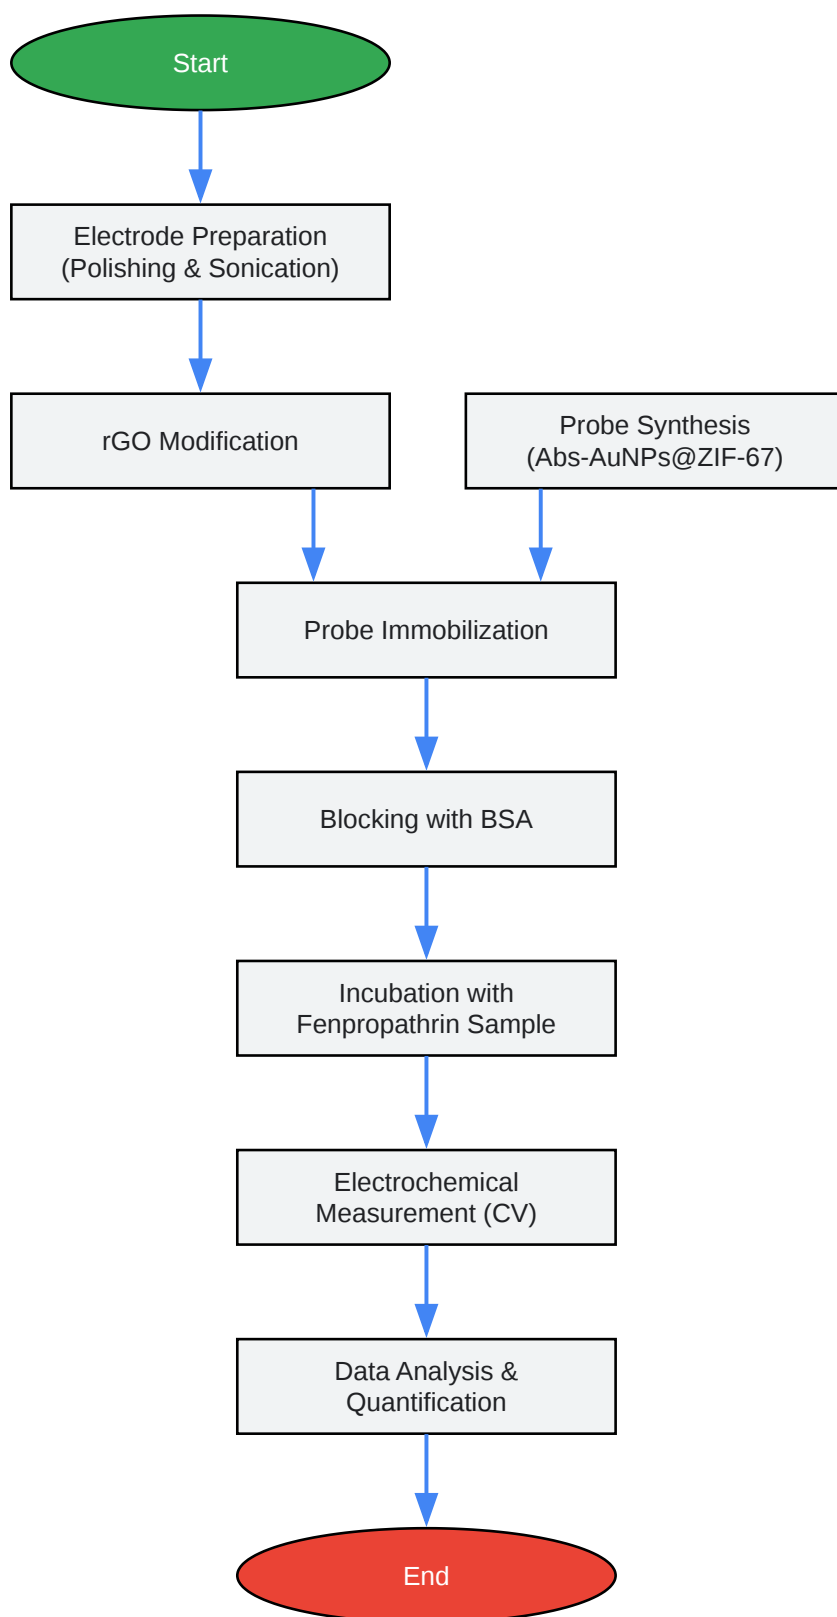 Start
Electrode Preparation
(Polishing & Sonication)
rGO Modification
Probe Synthesis
(Abs-AuNPs@ZIF-67)
Probe Immobilization
Blocking with BSA
Incubation with
Fenpropathrin Sample
Electrochemical
Measurement (CV)
Data Analysis &
Quantification
End